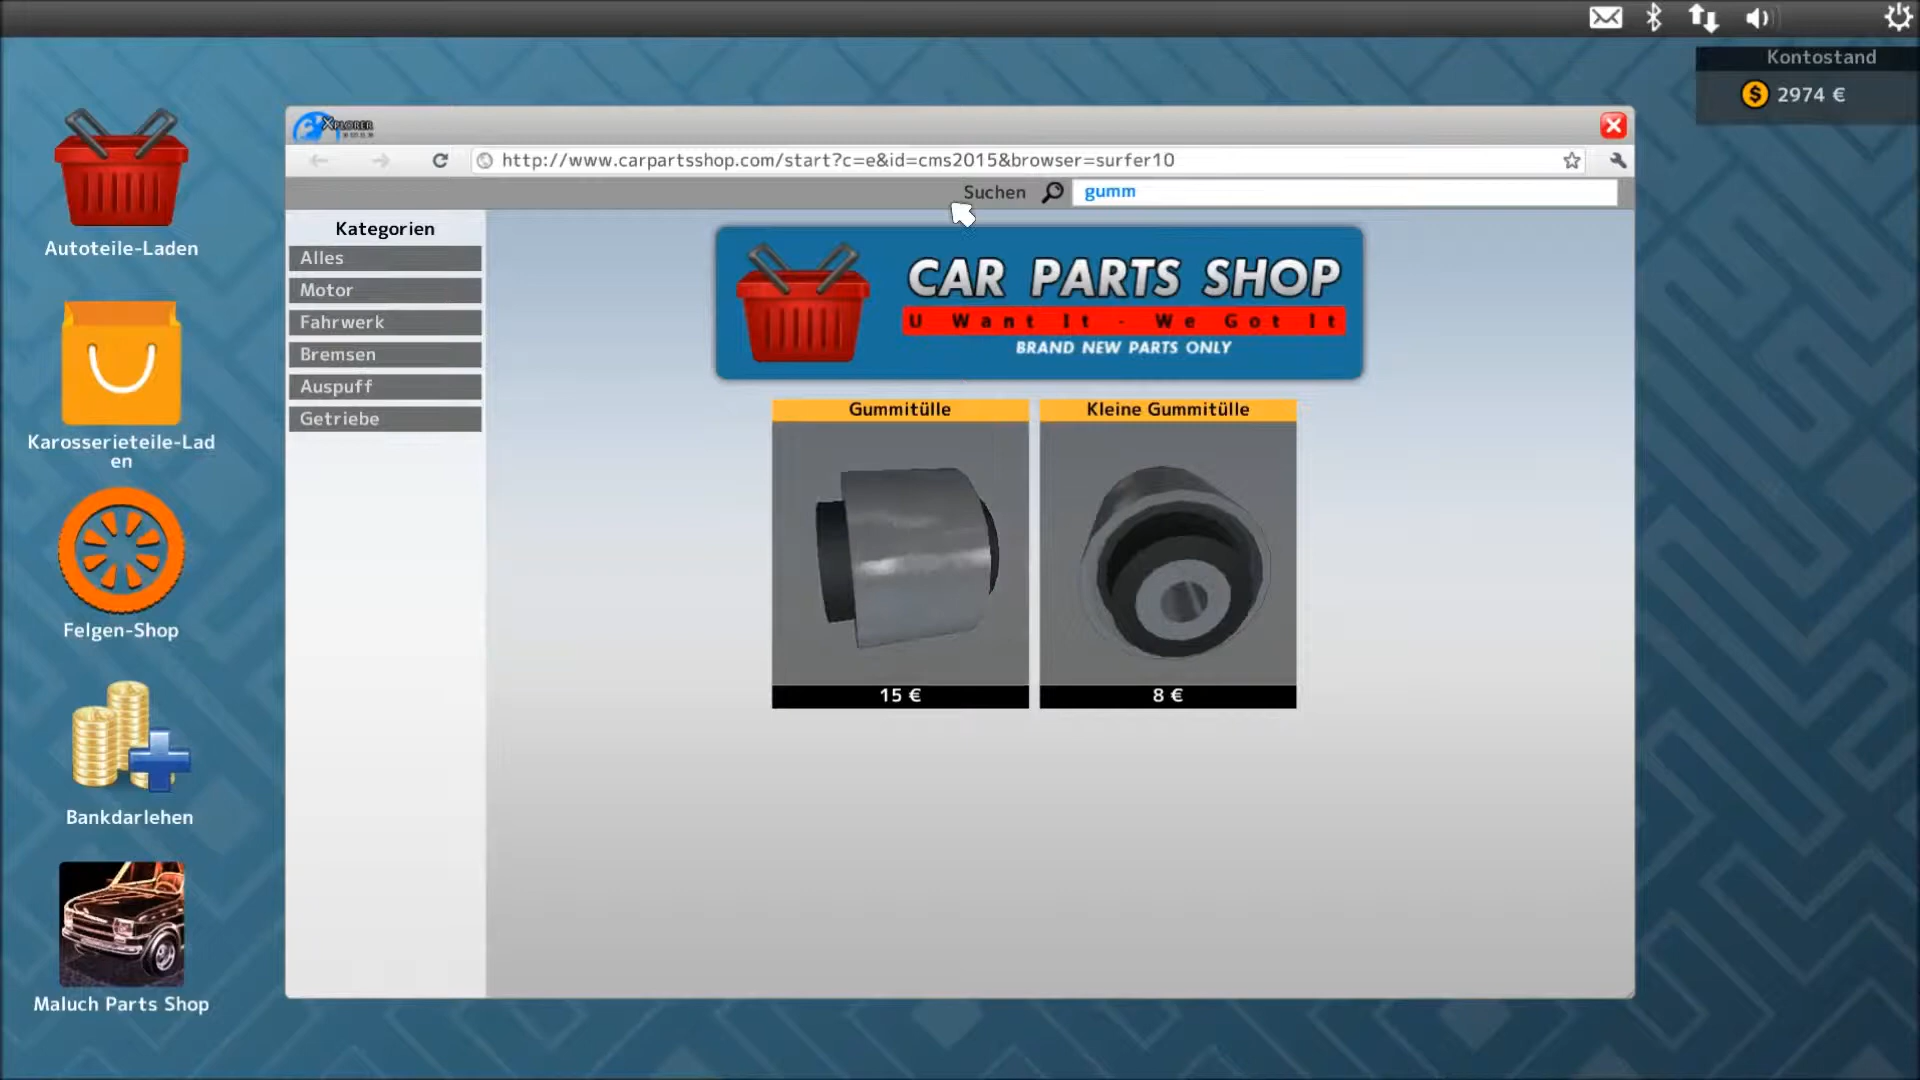 Kontostand
2974 €
XPLORER
http://www.carpartsshop.com/start?c=e&id=cms2015&browser=surfer10
Suchen
gumm
Kategorien
Alles
Motor
Fahrwerk
Bremsen
Auspuff
Getriebe
CAR PARTS SHOP
U Want It - We Got It
BRAND NEW PARTS ONLY
Gummitülle
15 €
Kleine Gummitülle
8 €
Autoteile-Laden
Karosserieteile-Lad
en
Felgen-Shop
Bankdarlehen
Maluch Parts Shop